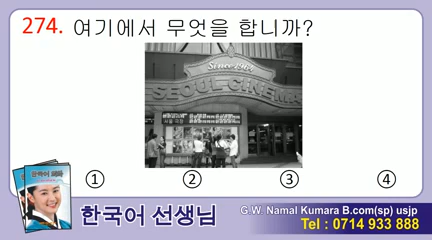 274. 여기에서 무엇을 합니까?
Since 1964
SEOUL CINEMA
① ② ③ ④
한국어 선생님
G.W. Namal Kumara B.com(sp) usjp
Tel : 0714 933 888